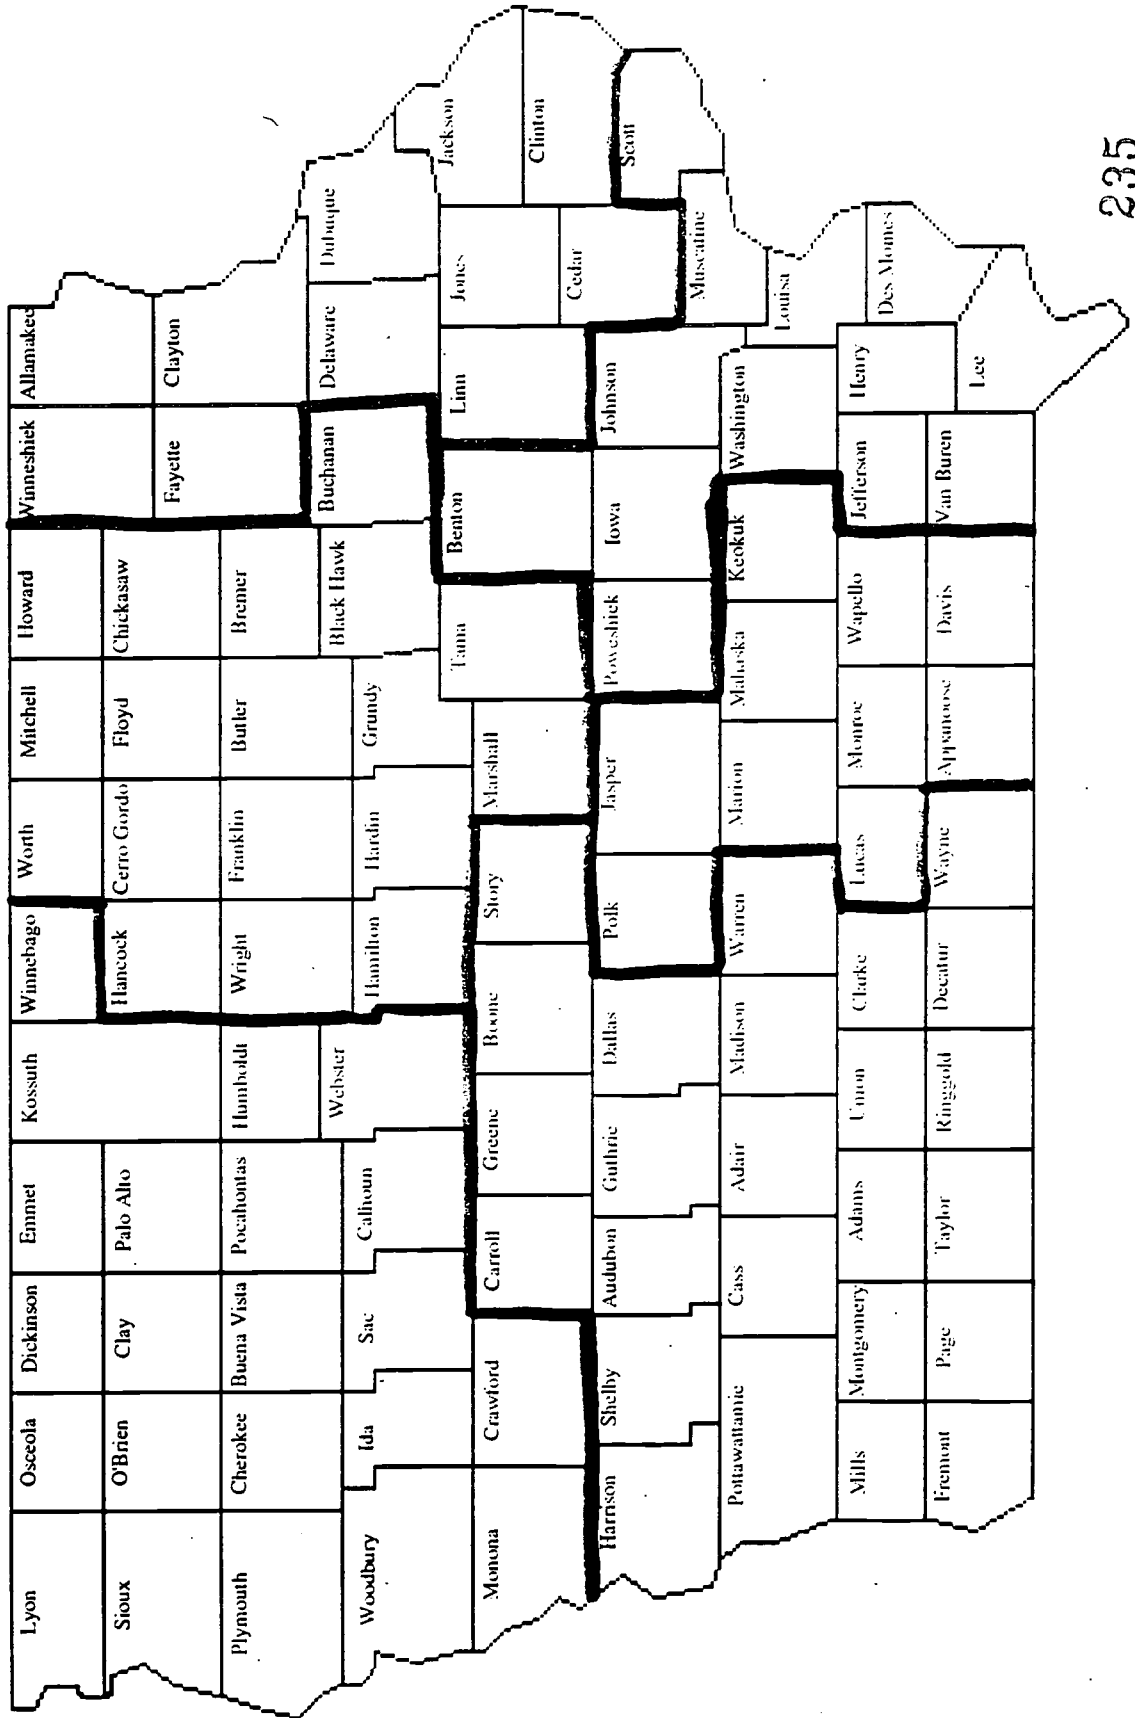 Lyon
Osceola
Dickinson
Emmet
Kossuth
Winnebago
Worth
Mitchell
Howard
Winneshiek
Allamakee
Sioux
O'Brien
Clay
Palo Alto
Hancock
Cerro Gordo
Floyd
Chickasaw
Fayette
Clayton
Plymouth
Cherokee
Buena Vista
Pocahontas
Humboldt
Wright
Franklin
Butler
Bremer
Black Hawk
Buchanan
Delaware
Dubuque
Woodbury
Ida
Sac
Calhoun
Webster
Hamilton
Hardin
Grundy
Monona
Crawford
Carroll
Greene
Boone
Story
Marshall
Tama
Benton
Linn
Jones
Jackson
Clinton
Cedar
Harrison
Shelby
Audubon
Guthrie
Dallas
Polk
Jasper
Poweshiek
Iowa
Johnson
Scott
Muscatine
Pottawattamie
Cass
Adair
Madison
Warren
Marion
Mahaska
Keokuk
Washington
Louisa
Mills
Montgomery
Adams
Union
Clarke
Lucas
Monroe
Wapello
Jefferson
Henry
Des Moines
Fremont
Page
Taylor
Ringgold
Decatur
Wayne
Appanoose
Davis
Van Buren
Lee
235